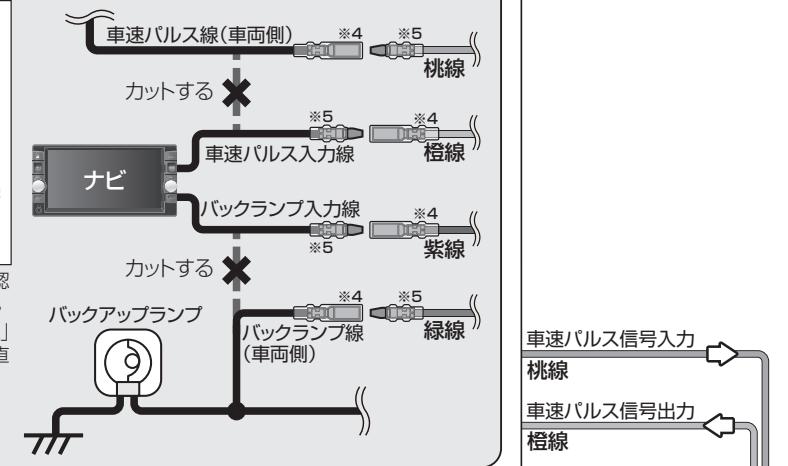 車速パルス線(車両側)
※4
※5
桃線
カットする
※5
※4
車速パルス入力線
橙線
ナビ
バックランプ入力線
※4
※5
紫線
カットする
認
バックアップランプ
※4
※5
」
バックランプ線
(車両側)
緑線
直
車速パルス信号入力
桃線
車速パルス信号出力
橙線